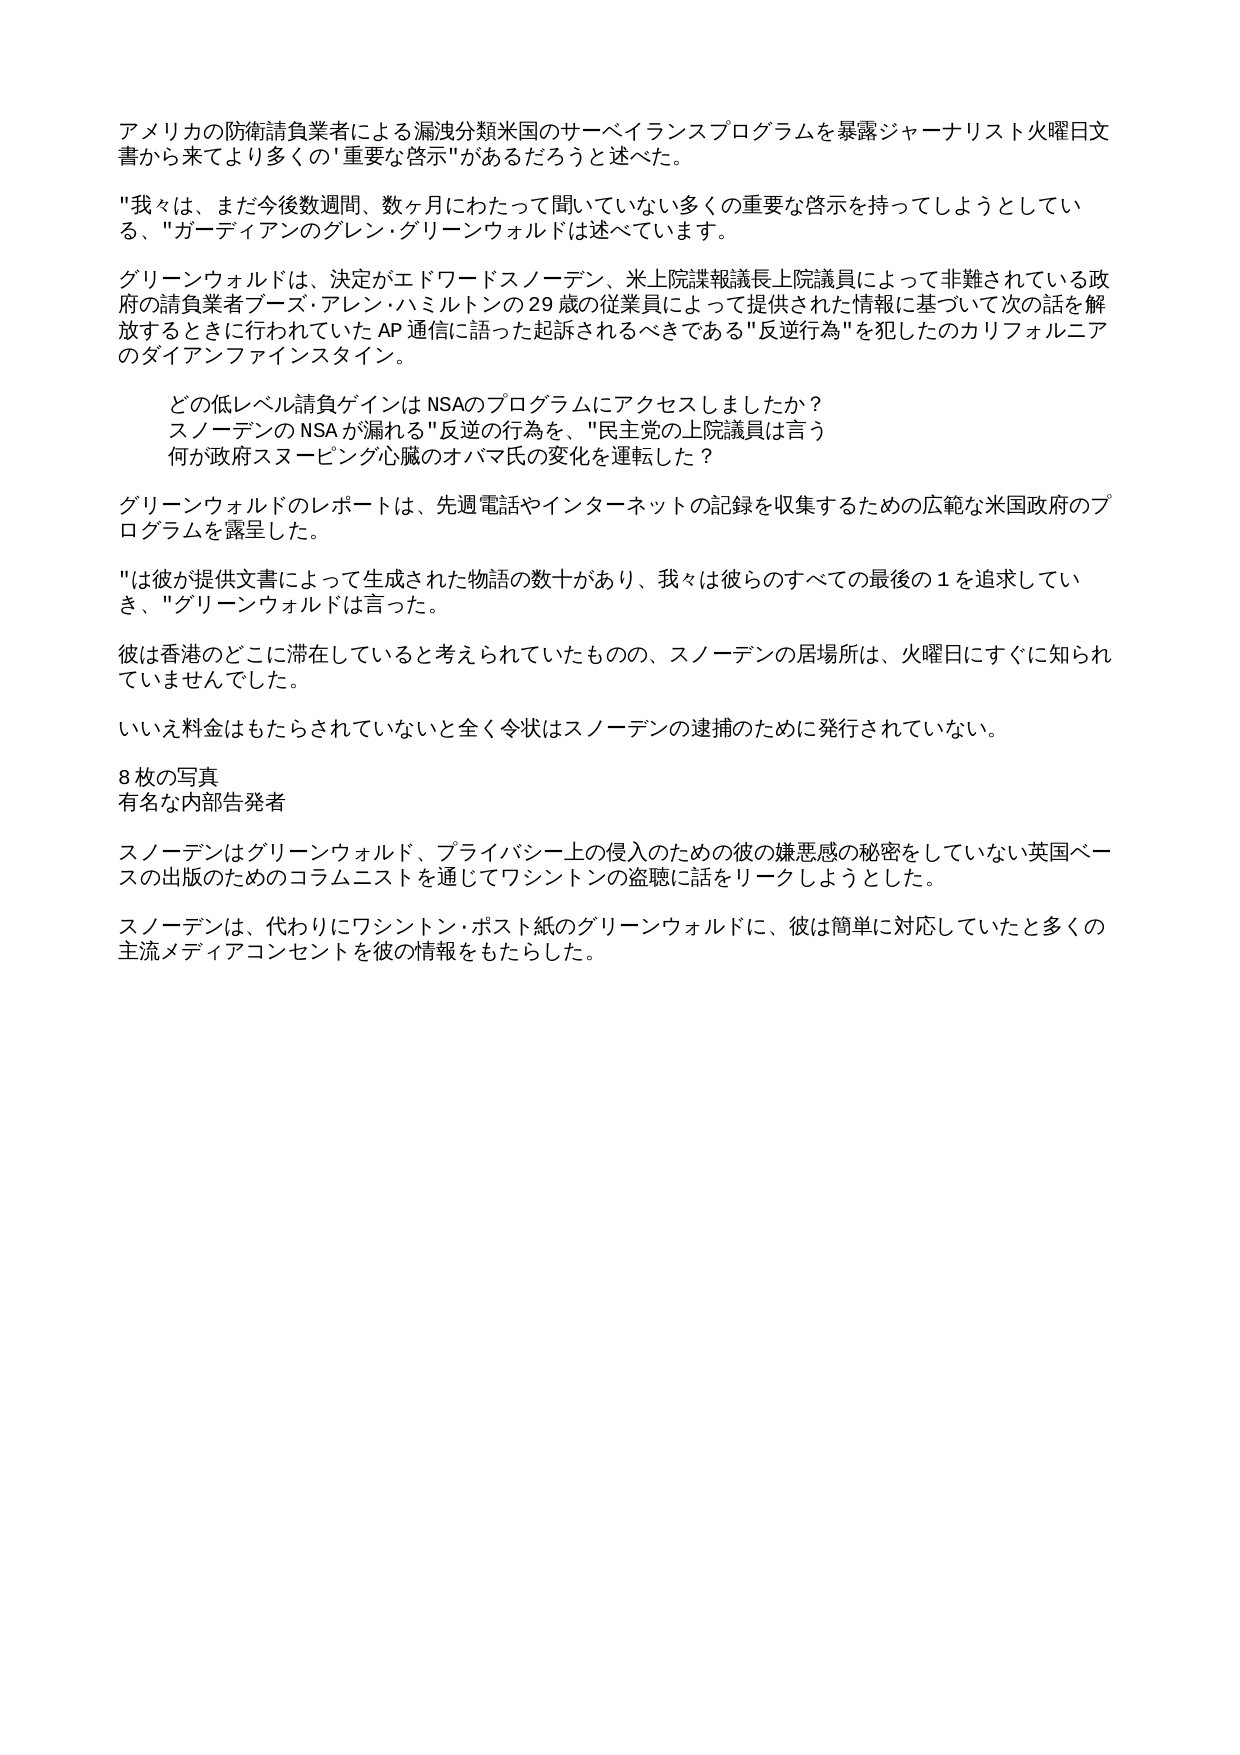 アメリカの防衛請負業者による漏洩分類米国のサーベイランスプログラムを暴露ジャーナリスト火曜日文
書から来てより多くの'重要な啓示"があるだろうと述べた。
"我々は、まだ今後数週間、数ヶ月にわたって聞いていない多くの重要な啓示を持ってしようとしてい
る、"ガーディアンのグレン·グリーンウォルドは述べています。
グリーンウォルドは、決定がエドワードスノーデン、米上院諜報議長上院議員によって非難されている政
府の請負業者ブーズ·アレン·ハミルトンの 29 歳の従業員によって提供された情報に基づいて次の話を解
放するときに行われていた AP 通信に語った起訴されるべきである"反逆行為"を犯したのカリフォルニア
のダイアンファインスタイン。
どの低レベル請負ゲインは NSAのプログラムにアクセスしましたか？
スノーデンの NSA が漏れる"反逆の行為を、"民主党の上院議員は言う
何が政府スヌーピング心臓のオバマ氏の変化を運転した？
グリーンウォルドのレポートは、先週電話やインターネットの記録を収集するための広範な米国政府のプ
ログラムを露呈した。
"は彼が提供文書によって生成された物語の数十があり、我々は彼らのすべての最後の１を追求してい
き、"グリーンウォルドは言った。
彼は香港のどこに滞在していると考えられていたものの、スノーデンの居場所は、火曜日にすぐに知られ
ていませんでした。
いいえ料金はもたらされていないと全く令状はスノーデンの逮捕のために発行されていない。
8 枚の写真
有名な内部告発者
スノーデンはグリーンウォルド、プライバシー上の侵入のための彼の嫌悪感の秘密をしていない英国ベー
スの出版のためのコラムニストを通じてワシントンの盗聴に話をリークしようとした。
スノーデンは、代わりにワシントン·ポスト紙のグリーンウォルドに、彼は簡単に対応していたと多くの
主流メディアコンセントを彼の情報をもたらした。